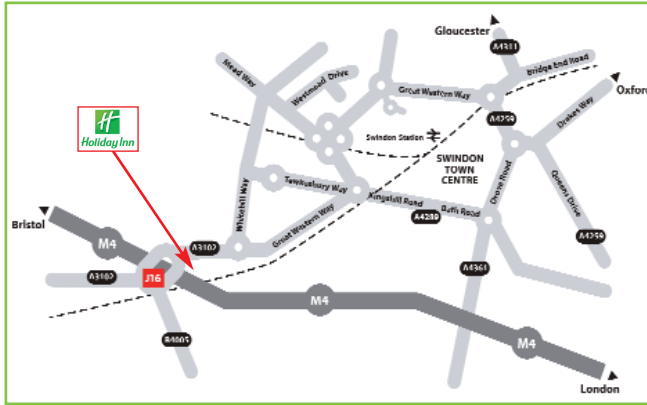 Gloucester
A4311
Bridge End Road
Mead Way
Westmead Drive
Great Western Way
Oxford
A4259
Drakes Way
Holiday Inn
Swindon Station
SWINDON
TOWN
CENTRE
Tewkesbury Way
Whitehill Way
Kingshill Road
Bath Road
Drove Road
Queens Drive
Bristol
A4289
Great Western Way
M4
A3102
A4259
A3102
J16
A4361
M4
B4005
M4
London